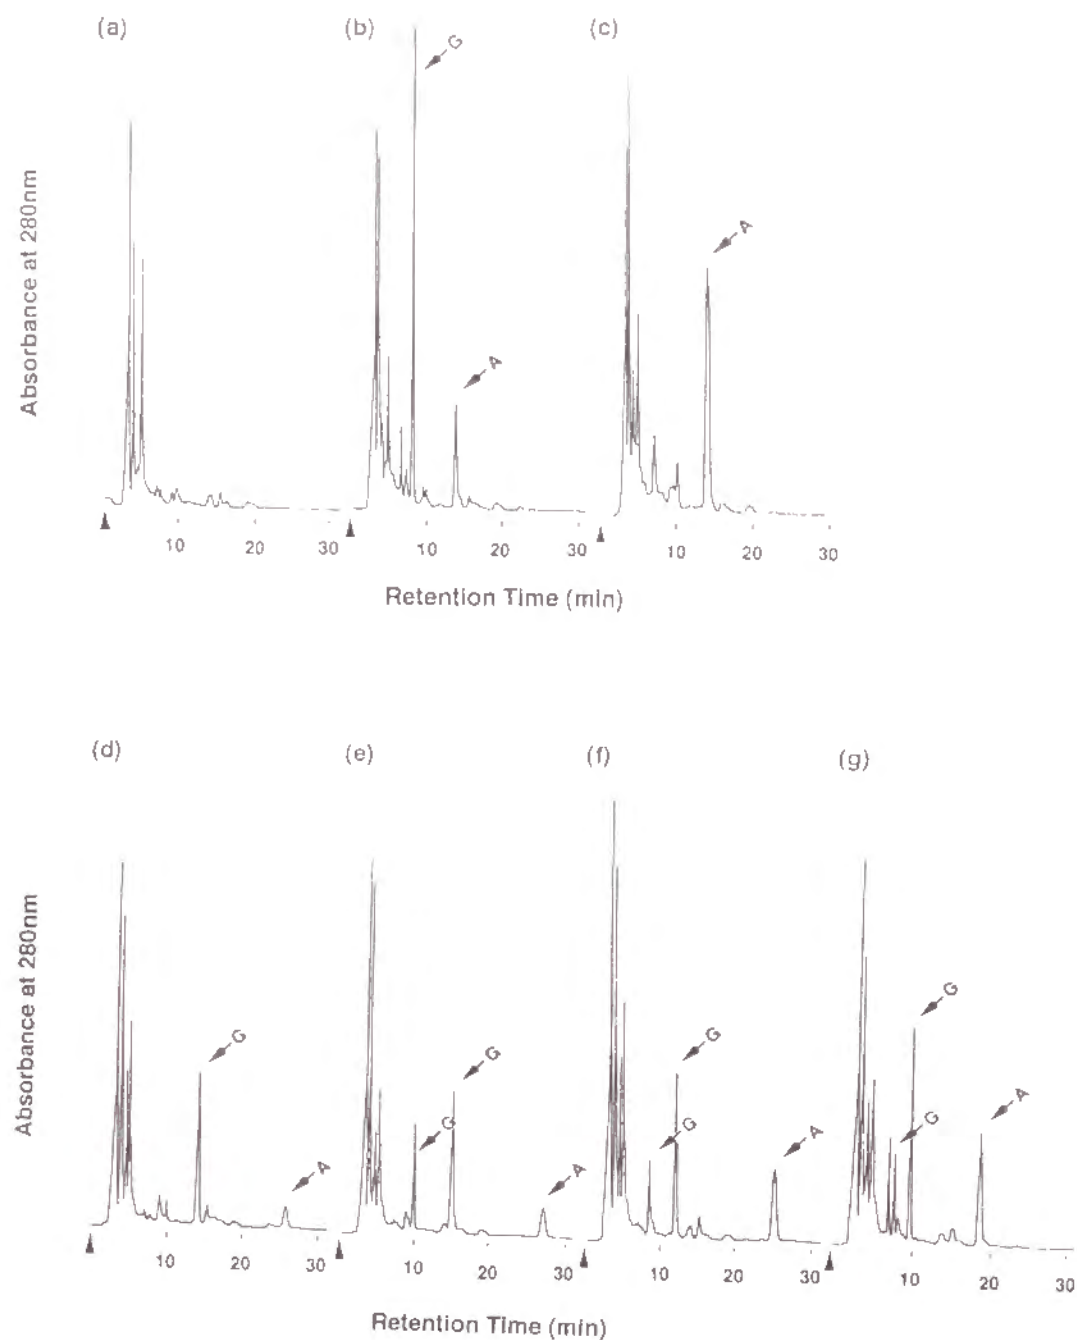 (a) (b) (c)
G
A
A
Absorbance at 280nm
10 20 30 10 20 30 10 20 30
Retention Time (min)
(d) (e) (f) (g)
G
A
G
G
A
G
G
A
G
G
A
Absorbance at 280nm
10 20 30 10 20 30 10 20 30 10 20 30
Retention Time (min)